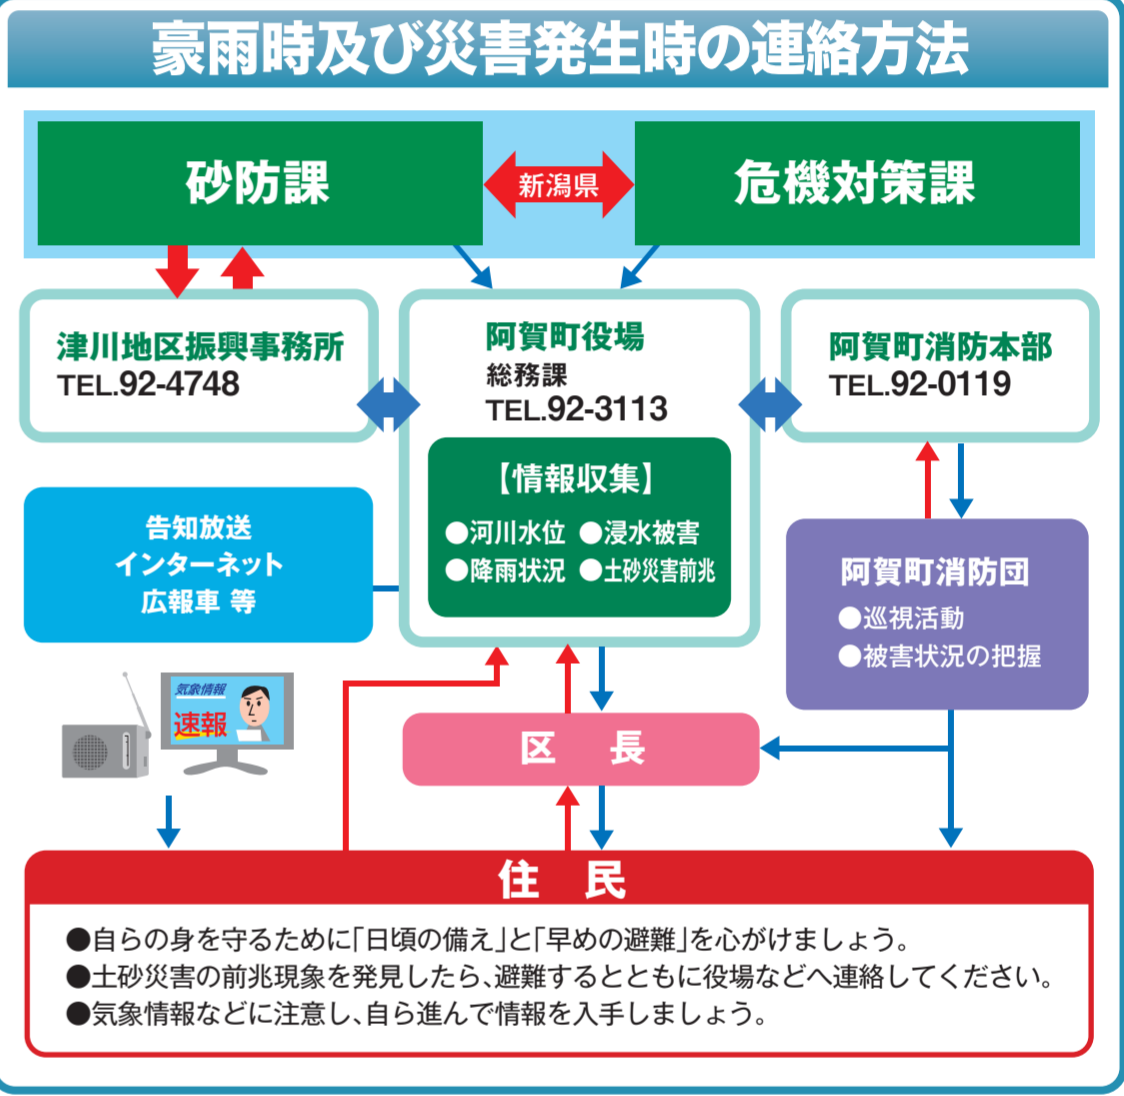 豪雨時及び災害発生時の連絡方法
砂防課
新潟県
危機対策課
津川地区振興事務所
TEL.92-4748
阿賀町役場
総務課
TEL.92-3113
阿賀町消防本部
TEL.92-0119
【情報収集】
●河川水位 ●浸水被害
●降雨状況 ●土砂災害前兆
告知放送
インターネット
広報車 等
阿賀町消防団
●巡視活動
●被害状況の把握
気象情報
速報
区 長
住 民
●自らの身を守るために「日頃の備え」と「早めの避難」を心がけましょう。
●土砂災害の前兆現象を発見したら、避難するとともに役場などへ連絡してください。
●気象情報などに注意し、自ら進んで情報を入手しましょう。